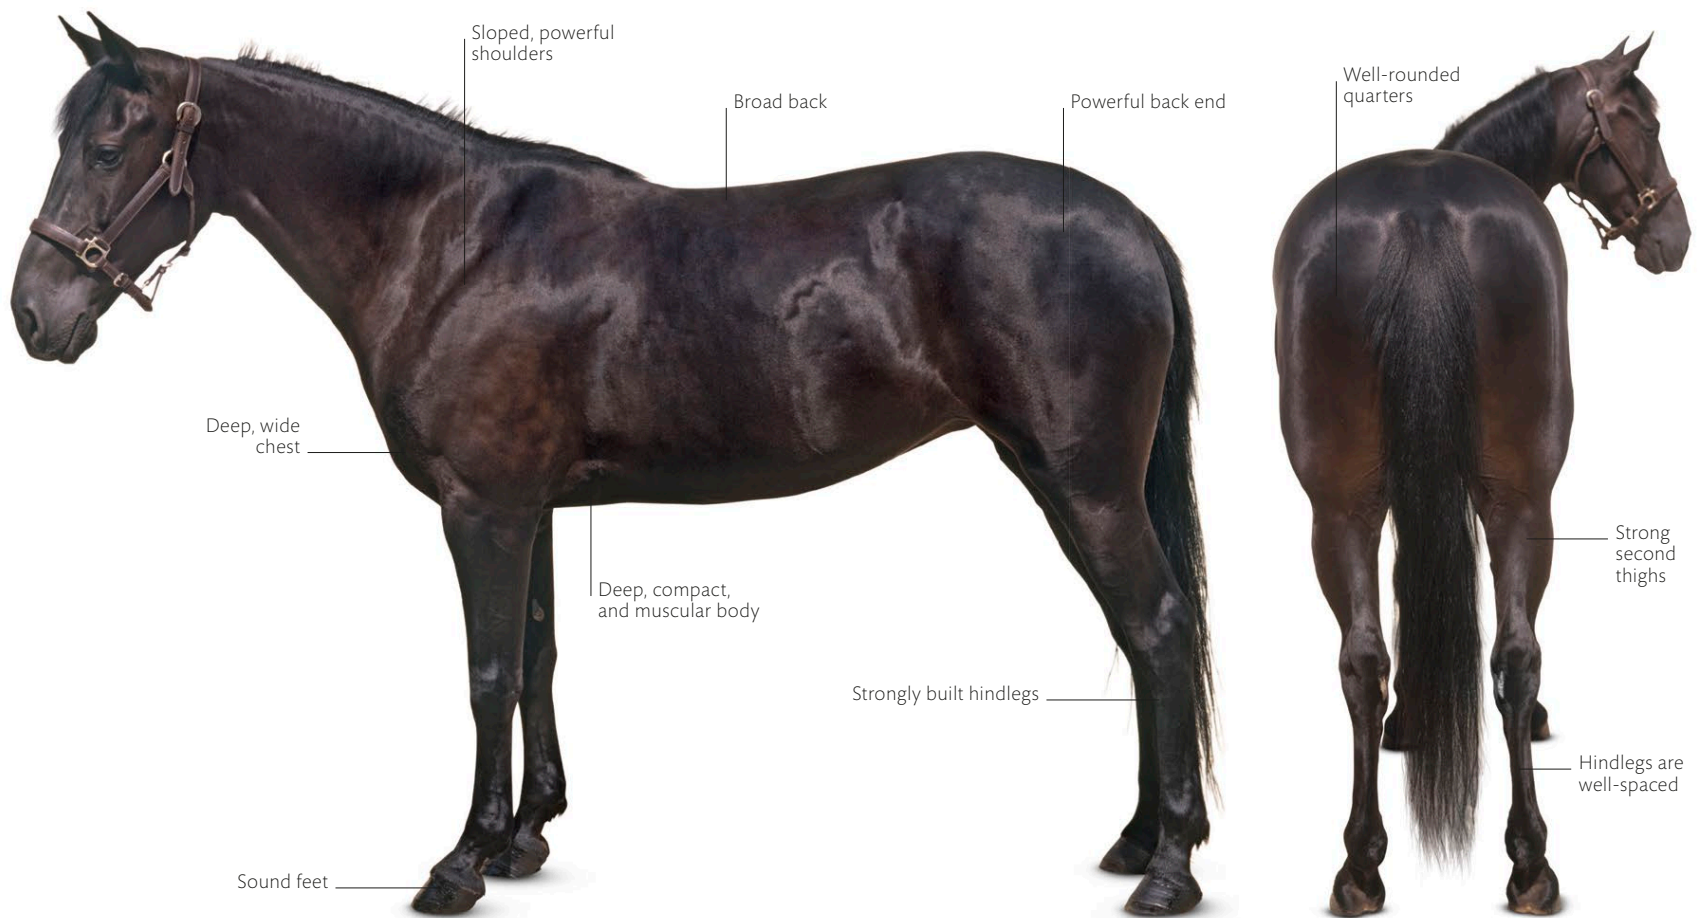 Sloped, powerful
shoulders
Broad back
Powerful back end
Well-rounded
quarters
Deep, wide
chest
Deep, compact,
and muscular body
Strong
second
thighs
Strongly built hindlegs
Hindlegs are
well-spaced
Sound feet